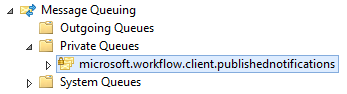 Message Queuing
Outgoing Queues
Private Queues
microsoft.workflow.client.publishednotifications
System Queues